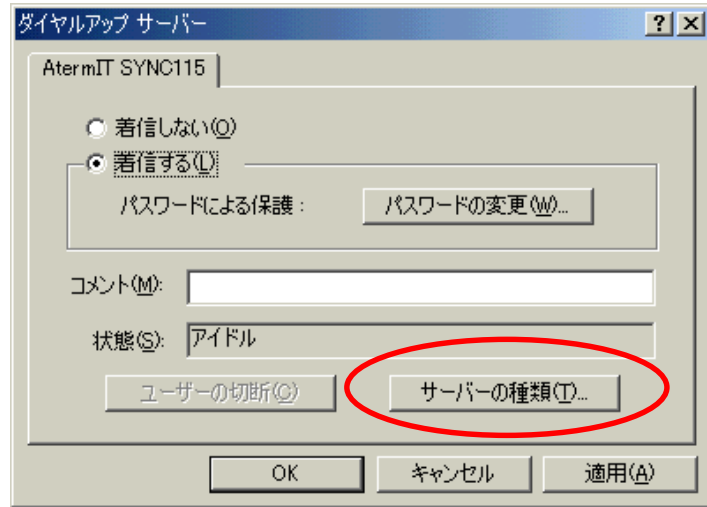 ダイヤルアップ サーバー
AtermIT SYNC115
着信しない(O)
着信する(L)
パスワードによる保護 : パスワードの変更(W)...
コメント(M):
状態(S): アイドル
ユーザーの切断(C) サーバーの種類(T)...
OK キャンセル 適用(A)